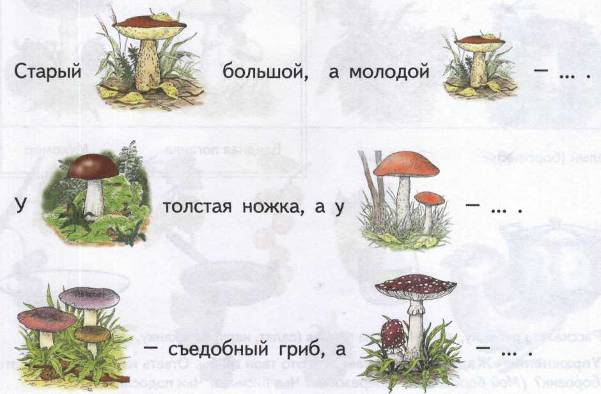 Старый большой, а молодой – ... .
У толстая ножка, а у – ... .
– съедобный гриб, а – ... .